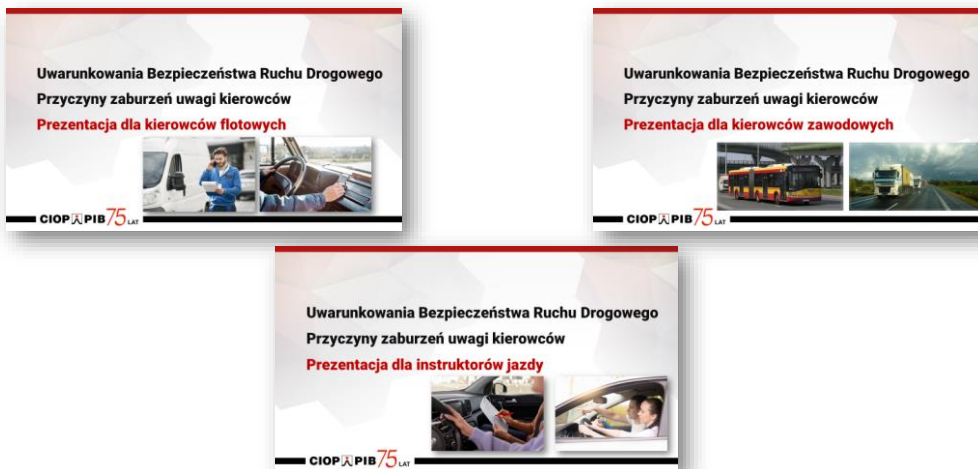 Uwarunkowania Bezpieczeństwa Ruchu Drogowego
Przyczyny zaburzeń uwagi kierowców
Prezentacja dla kierowców flotowych
CIOP PIB 75 LAT
Uwarunkowania Bezpieczeństwa Ruchu Drogowego
Przyczyny zaburzeń uwagi kierowców
Prezentacja dla kierowców zawodowych
CIOP PIB 75 LAT
Uwarunkowania Bezpieczeństwa Ruchu Drogowego
Przyczyny zaburzeń uwagi kierowców
Prezentacja dla instruktorów jazdy
CIOP PIB 75 LAT